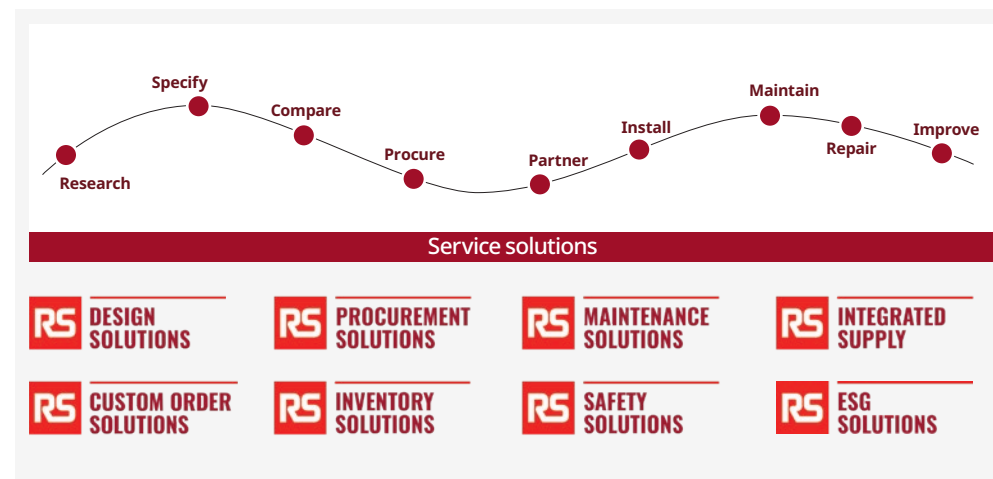 Specify
Compare
Procure
Research
Partner
Install
Maintain
Repair
Improve
Service solutions
RS DESIGN
SOLUTIONS
RS PROCUREMENT
SOLUTIONS
RS MAINTENANCE
SOLUTIONS
RS INTEGRATED
SUPPLY
RS CUSTOM ORDER
SOLUTIONS
RS INVENTORY
SOLUTIONS
RS SAFETY
SOLUTIONS
RS ESG
SOLUTIONS